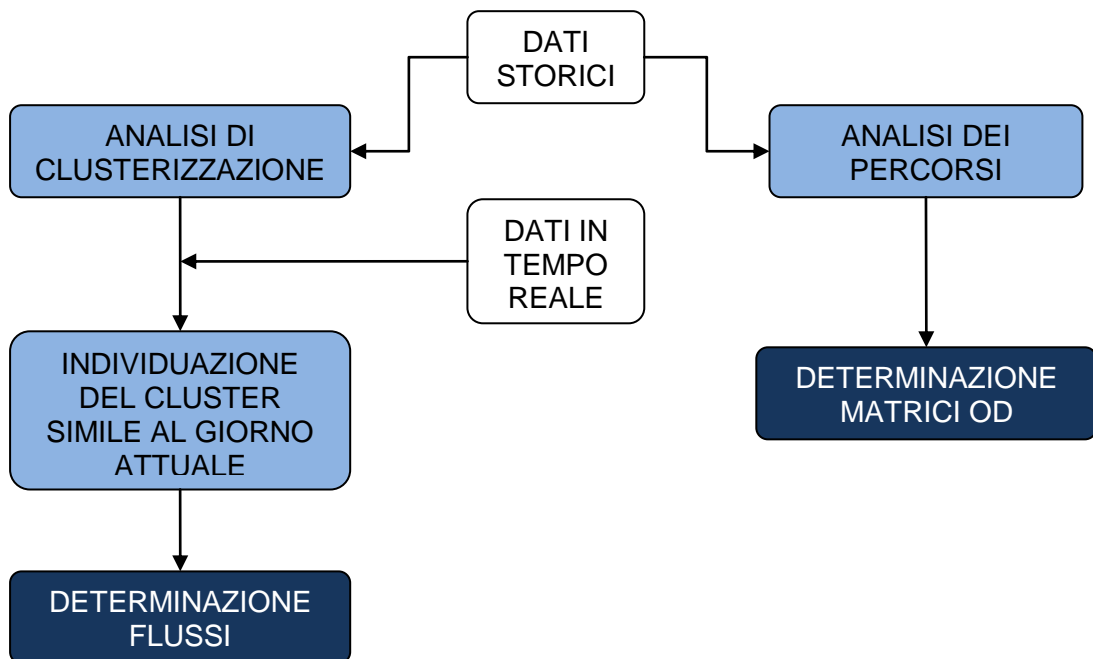 DATI
STORICI
ANALISI DI
CLUSTERIZZAZIONE
ANALISI DEI
PERCORSI
DATI IN
TEMPO
REALE
INDIVIDUAZIONE
DEL CLUSTER
SIMILE AL GIORNO
ATTUALE
DETERMINAZIONE
MATRICI OD
DETERMINAZIONE
FLUSSI